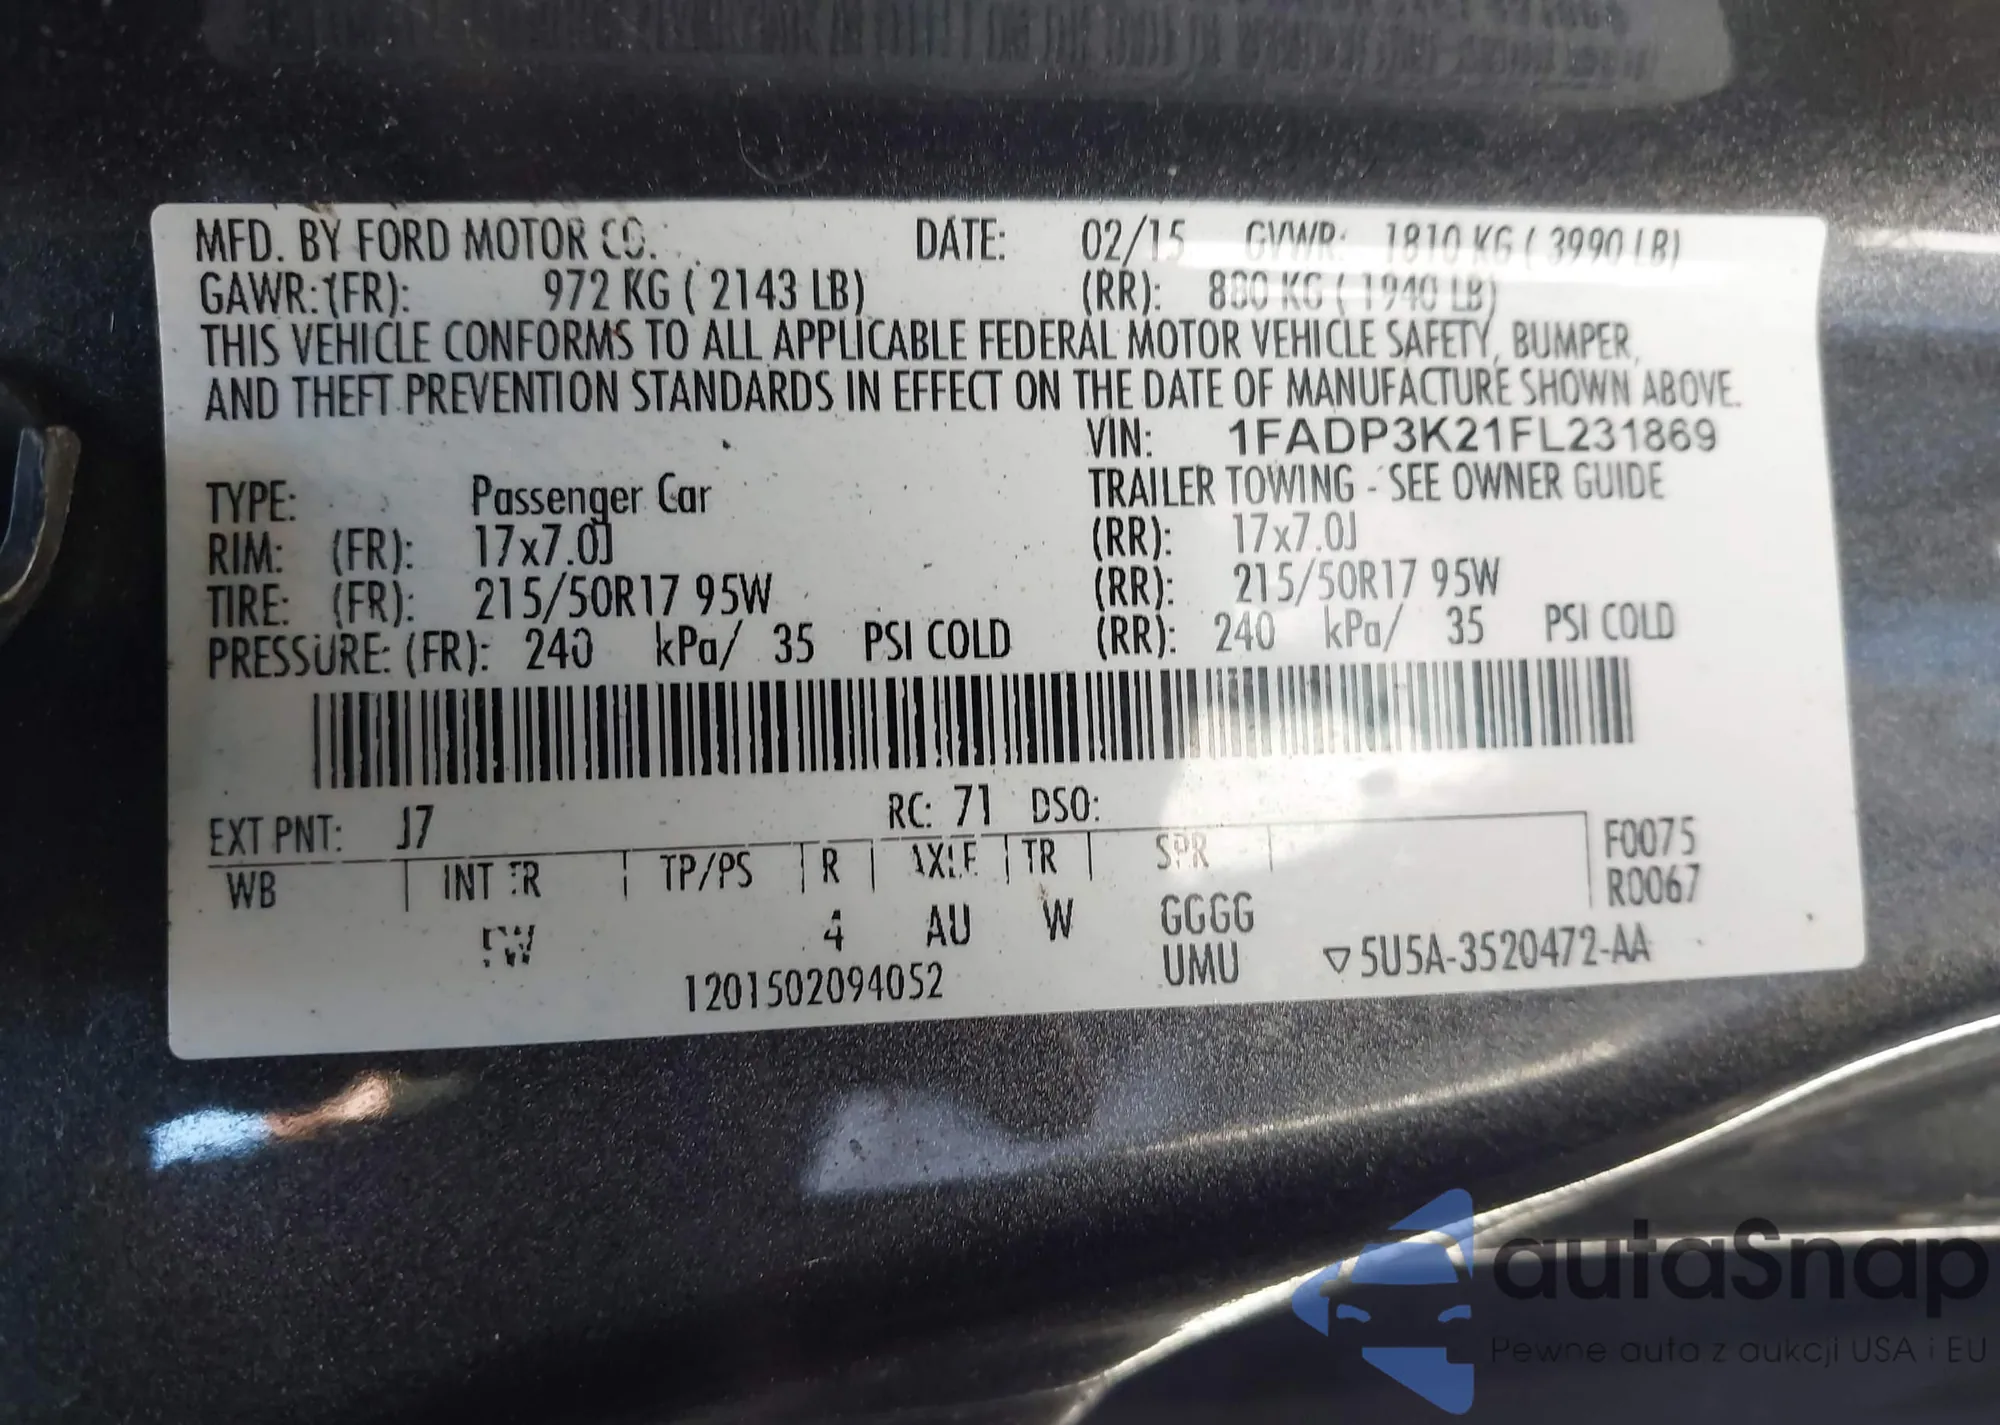 MFD. BY FORD MOTOR CO. DATE: 02/15 GVWR: 1810 KG ( 3990 LB)
GAWR: (FR): 972 KG ( 2143 LB) (RR): 880 KG ( 1940 LB)
THIS VEHICLE CONFORMS TO ALL APPLICABLE FEDERAL MOTOR VEHICLE SAFETY, BUMPER,
AND THEFT PREVENTION STANDARDS IN EFFECT ON THE DATE OF MANUFACTURE SHOWN ABOVE.
VIN: 1FADP3K21FL231869
TYPE: Passenger Car TRAILER TOWING - SEE OWNER GUIDE
RIM: (FR): 17x7.0J (RR): 17x7.0J
TIRE: (FR): 215/50R17 95W (RR): 215/50R17 95W
PRESSURE: (FR): 240 kPa/ 35 PSI COLD (RR): 240 kPa/ 35 PSI COLD
EXT PNT: J7 RC: 71 DSO:
WB INT TR TP/PS R AXLE TR SPR F0075
R0067
4 AU W GGGG
1201502094052 UMU ▽5U5A-3520472-AA
autaSnap
Pewne auta z aukcji USA i EU